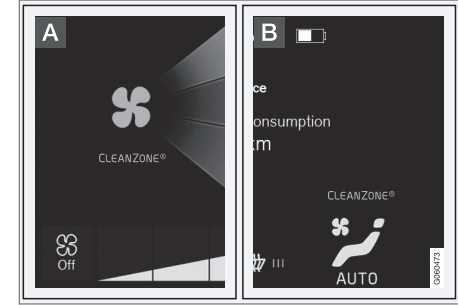 A
CLEANZONE®
Off
B
ce
onsumption
km
CLEANZONE®
AUTO
G060473